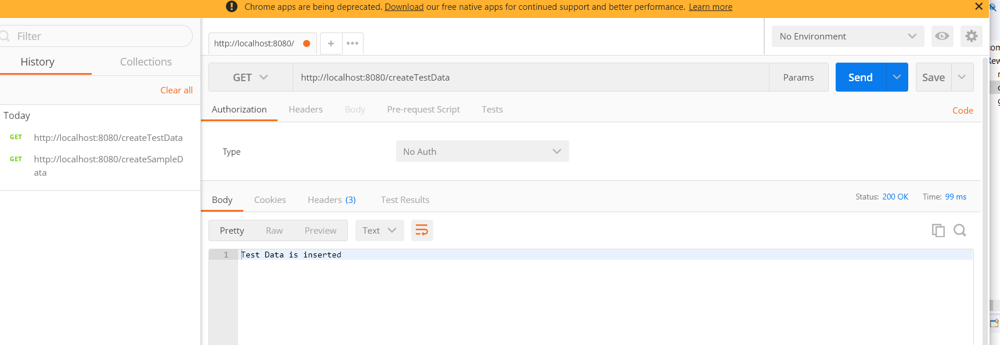 Chrome apps are being deprecated. Download our free native apps for continued support and better performance. Learn more
Filter
History Collections
Clear all
Today
GET http://localhost:8080/createTestData
GET http://localhost:8080/createSampleD
ata
http://localhost:8080/
No Environment
GET http://localhost:8080/createTestData Params Send Save
Authorization Headers Body Pre-request Script Tests Code
Type No Auth
Body Cookies Headers (3) Test Results Status: 200 OK Time: 99 ms
Pretty Raw Preview Text
1 Test Data is inserted